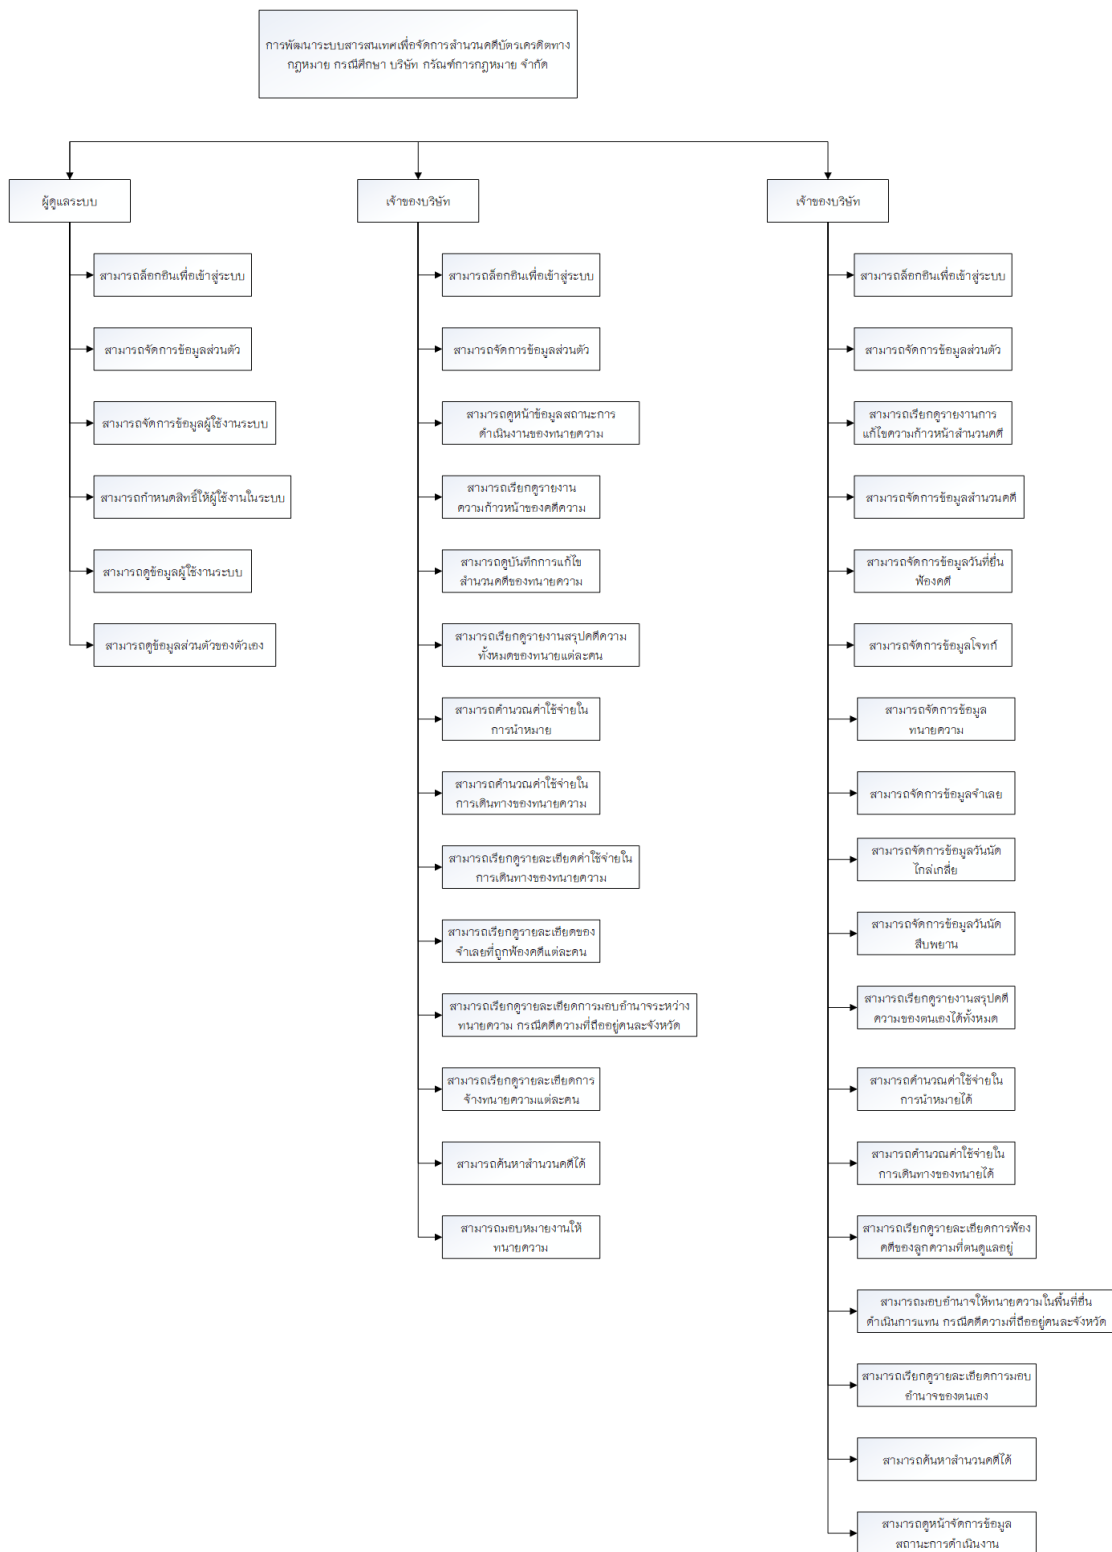 การพัฒนาระบบสารสนเทศเพื่อจัดการสำนวนคดีบัตรเครดิตทาง
กฎหมาย กรณีศึกษา บริษัท กรัณฑ์การกฎหมาย จำกัด
ผู้ดูแลระบบ
สามารถล็อกอินเพื่อเข้าสู่ระบบ
สามารถจัดการข้อมูลส่วนตัว
สามารถจัดการข้อมูลผู้ใช้งานระบบ
สามารถกำหนดสิทธิ์ให้ผู้ใช้งานในระบบ
สามารถดูข้อมูลผู้ใช้งานระบบ
สามารถดูข้อมูลส่วนตัวของตัวเอง
เจ้าของบริษัท
สามารถล็อกอินเพื่อเข้าสู่ระบบ
สามารถจัดการข้อมูลส่วนตัว
สามารถดูหน้าข้อมูลสถานะการ
ดำเนินงานของทนายความ
สามารถเรียกดูรายงาน
ความก้าวหน้าของคดีความ
สามารถดูบันทึกการแก้ไข
สำนวนคดีของทนายความ
สามารถเรียกดูรายงานสรุปคดีความ
ทั้งหมดของทนายแต่ละคน
สามารถคำนวณค่าใช้จ่ายใน
การนำหมาย
สามารถคำนวณค่าใช้จ่ายใน
การเดินทางของทนายความ
สามารถเรียกดูรายละเอียดค่าใช้จ่ายใน
การเดินทางของทนายความ
สามารถเรียกดูรายละเอียดของ
จำเลยที่ถูกฟ้องคดีแต่ละคน
สามารถเรียกดูรายละเอียดการมอบอำนาจระหว่าง
ทนายความ กรณีคดีความที่ถืออยู่คนละจังหวัด
สามารถเรียกดูรายละเอียดการ
จ้างทนายความแต่ละคน
สามารถค้นหาสำนวนคดีได้
สามารถมอบหมายงานให้
ทนายความ
เจ้าของบริษัท
สามารถล็อกอินเพื่อเข้าสู่ระบบ
สามารถจัดการข้อมูลส่วนตัว
สามารถเรียกดูรายงานการ
แก้ไขความก้าวหน้าสำนวนคดี
สามารถจัดการข้อมูลสำนวนคดี
สามารถจัดการข้อมูลวันที่ยื่น
ฟ้องคดี
สามารถจัดการข้อมูลโจทก์
สามารถจัดการข้อมูล
ทนายความ
สามารถจัดการข้อมูลจำเลย
สามารถจัดการข้อมูลวันนัด
ไกล่เกลี่ย
สามารถจัดการข้อมูลวันนัด
สืบพยาน
สามารถเรียกดูรายงานสรุปคดี
ความของตนเองได้ทั้งหมด
สามารถคำนวณค่าใช้จ่ายใน
การนำหมายได้
สามารถคำนวณค่าใช้จ่ายใน
การเดินทางของทนายได้
สามารถเรียกดูรายละเอียดการฟ้อง
คดีของลูกความที่ตนดูแลอยู่
สามารถมอบอำนาจให้ทนายความในพื้นที่อื่น
ดำเนินการแทน กรณีคดีความที่ถืออยู่คนละจังหวัด
สามารถเรียกดูรายละเอียดการมอบ
อำนาจของตนเอง
สามารถค้นหาสำนวนคดีได้
สามารถดูหน้าจัดการข้อมูล
สถานะการดำเนินงาน